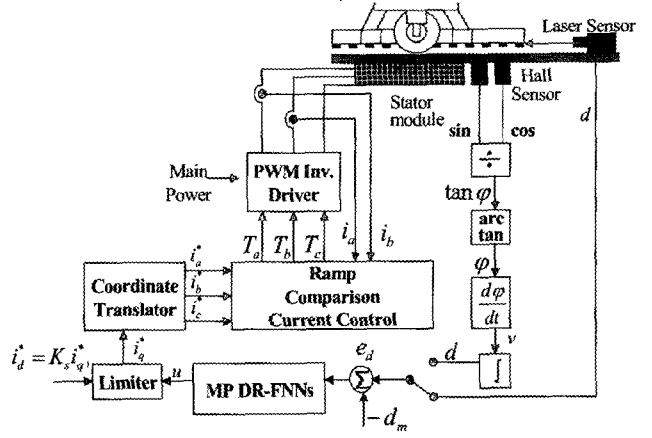 Laser Sensor
Hall
Sensor
d
Stator
module
sin
cos
÷
Main
Power
PWM Inv.
Driver
tan φ
arc
tan
φ
T_a
T_b
T_c
i_a
i_b
Coordinate
Translator
i_a^*
i_b^*
i_c^*
Ramp
Comparison
Current Control
dφ
dt
v
∫
d
i_d^* = K_s i_q^*,
i_q^*
Limiter
u
MP DR-FNNs
e_d
Σ
-d_m